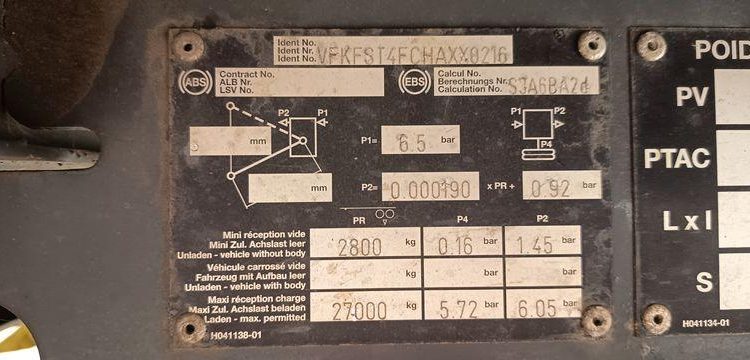 Ident No.
Ident Nr.
Ident No.
VFKFST4FCHAXX8216
ABS
Contract No.
ALB Nr.
LSV No.
EBS
Calcul No.
Berechnungs Nr.
Calculation No.
S3A6BA2d
P2 P1
mm
mm
P1= 6.5 bar
P2= 0.000190 x PR + 0.92 bar
P1 P2
P4
PR P4 P2
Mini réception vide
Mini Zul. Achslast leer
Unladen - vehicle without body
2800 kg 0.16 bar 1.45 bar
Véhicule carrossé vide
Fahrzeug mit Aufbau leer
Unladen - vehicle with body
kg bar bar
Maxi réception charge
Maxi Zul. Achslast beladen
Laden - max. permitted
27000 kg 5.72 bar 6.05 bar
H041138-01
POID
PV
PTAC
L x l
S
H041134-01